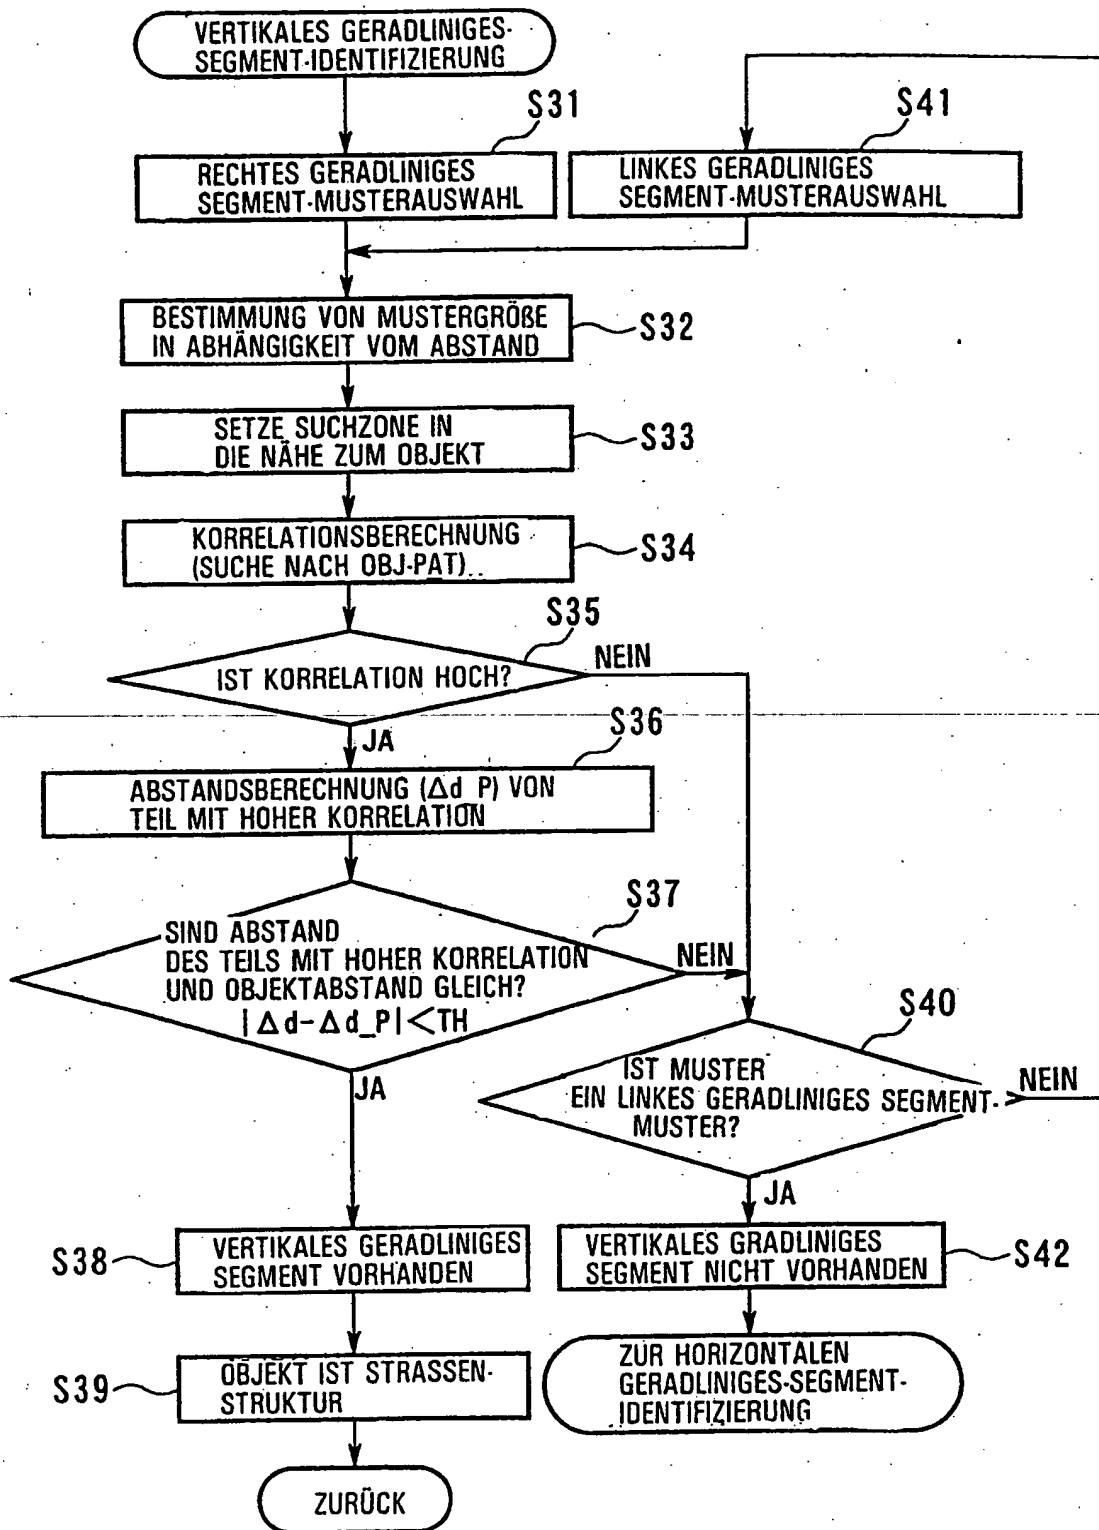 VERTIKALES GERADLINIGES-
SEGMENT-IDENTIFIZIERUNG
S31
RECHTES GERADLINIGES
SEGMENT-MUSTERAUSWAHL
S41
LINKES GERADLINIGES
SEGMENT-MUSTERAUSWAHL
BESTIMMUNG VON MUSTERGRÖßE
IN ABHÄNGIGKEIT VOM ABSTAND
S32
SETZE SUCHZONE IN
DIE NÄHE ZUM OBJEKT
S33
KORRELATIONSBERECHNUNG
(SUCHE NACH OBJ-PAT)..
S34
S35
IST KORRELATION HOCH?
NEIN
JA
S36
ABSTANDSBERECHNUNG (Δd_P) VON
TEIL MIT HOHER KORRELATION
S37
SIND ABSTAND
DES TEILS MIT HOHER KORRELATION
UND OBJEKTABSTAND GLEICH?
|Δd-Δd_P|<TH
NEIN
JA
S40
IST MUSTER
EIN LINKES GERADLINIGES SEGMENT-
MUSTER?
NEIN
JA
S38
VERTIKALES GERADLINIGES
SEGMENT VORHANDEN
VERTIKALES GRADLINIGES
SEGMENT NICHT VORHANDEN
S42
S39
OBJEKT IST STRASSEN-
STRUKTUR
ZUR HORIZONTALEN
GERADLINIGES-SEGMENT-
IDENTIFIZIERUNG
ZURÜCK